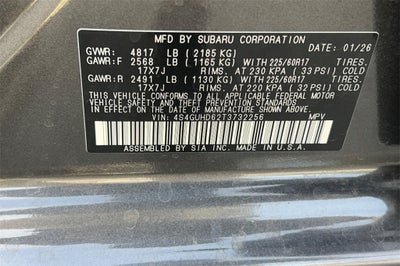 MFD BY SUBARU CORPORATION DATE: 01/26
GVWR: 4817 LB (2185 KG)
GAWR:F 2568 LB (1165 KG) WITH 225/60R17 TIRES.
17X7J RIMS, AT 230 KPA (33 PSI) COLD
GAWR:R 2491 LB (1130 KG) WITH 225/60R17 TIRES.
17X7J RIMS, AT 220 KPA (32 PSI) COLD
THIS VEHICLE CONFORMS TO ALL APPLICABLE FEDERAL MOTOR
VEHICLE SAFETY AND THEFT PREVENTION STANDARDS
IN EFFECT ON THE DATE OF MANUFACTURE SHOWN ABOVE.
VIN: 4S4GUHD62T3732256 MPV
ASSEMBLED BY SIA INC. MADE IN U.S.A.